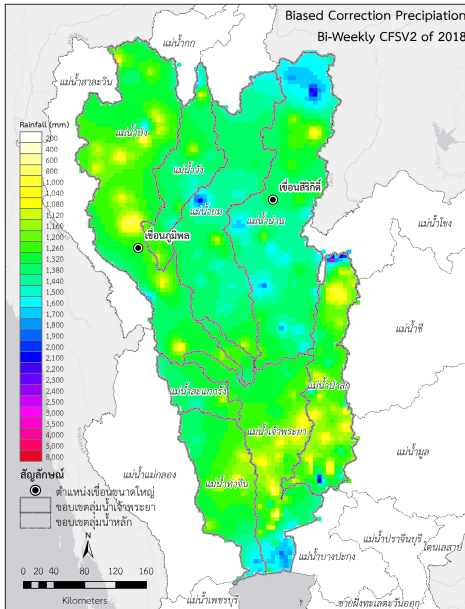 Biased Correction Precipiation
Bi-Weekly CFSV2 of 2018
แม่น้ำกก
แม่น้ำสาละวิน
Rainfall (mm)
200
400
600
800
1,000
1,040
1,080
1,120
1,160
1,200
1,220
1,260
1,300
1,320
1,380
1,400
1,500
1,600
1,700
1,800
1,900
2,000
2,100
2,200
2,300
2,400
2,500
3,000
3,500
4,000
8,000
แม่น้ำปิง
แม่น้ำวัง
แม่น้ำยม
แม่น้ำน่าน
เขื่อนสิริกิติ์
เขื่อนภูมิพล
แม่น้ำโขง
แม่น้ำชี
แม่น้ำป่าสัก
แม่น้ำสะแกกรัง
แม่น้ำเจ้าพระยา
แม่น้ำมูล
แม่น้ำแม่กลอง
แม่น้ำท่าจีน
สัญลักษณ์
ตำแหน่งเขื่อนขนาดใหญ่
ขอบเขตลุ่มน้ำเจ้าพระยา
ขอบเขตลุ่มน้ำหลัก
N
แม่น้ำปราจีนบุรี
โตนเลสาป
แม่น้ำบางปะกง
0 20 40 80 120 160
Kilometers
แม่น้ำเพชรบุรี
ชายฝั่งทะเลตะวันออก